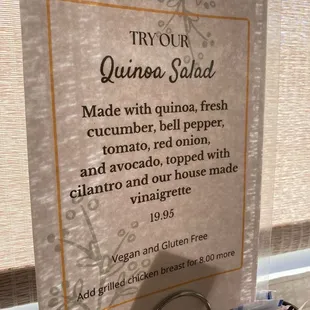 TRY OUR
Quinoa Salad
Made with quinoa, fresh
cucumber, bell pepper,
tomato, red onion,
and avocado, topped with
cilantro and our house made
vinaigrette
19.95
Vegan and Gluten Free
Add grilled chicken breast for 8.00 more